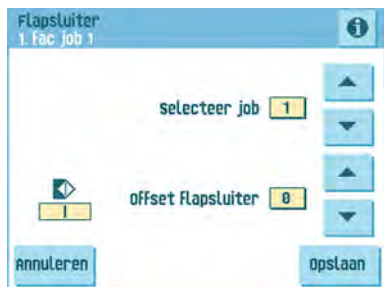 Flapsluiter
1. Fac job 1
Selecteer job 1
Offset flapsluiter 0
Annuleren
Opslaan